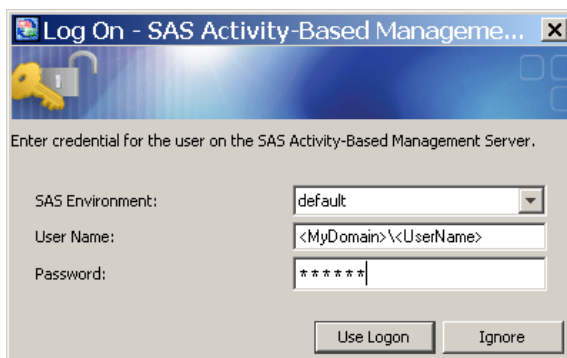 Log On - SAS Activity-Based Manageme...
Enter credential for the user on the SAS Activity-Based Management Server.
SAS Environment: default
User Name: <MyDomain>\<UserName>
Password: ******
Use Logon Ignore